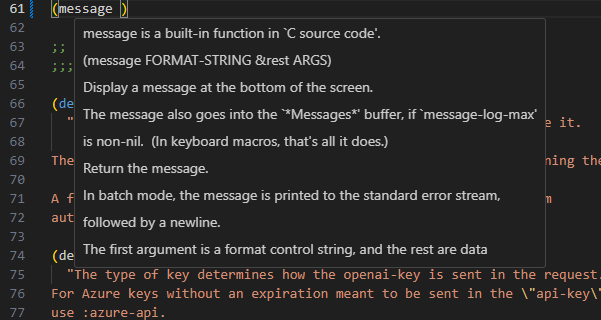 61 (message )
message is a built-in function in `C source code'.
62
(message FORMAT-STRING &rest ARGS)
63 ;;
64 ;;;
Display a message at the bottom of the screen.
65
66 (de
The message also goes into the `*Messages*' buffer, if `message-log-max'
67 " e it.
68
is non-nil. (In keyboard macros, that's all it does.)
69 The ning the
Return the message.
70
71 A f m
In batch mode, the message is printed to the standard error stream,
72 aut
followed by a newline.
73
74 (de
The first argument is a format control string, and the rest are data
75 "The type of key determines how the openai-key is sent in the request.
76 For Azure keys without an expiration meant to be sent in the \"api-key\"
77 use :azure-api.